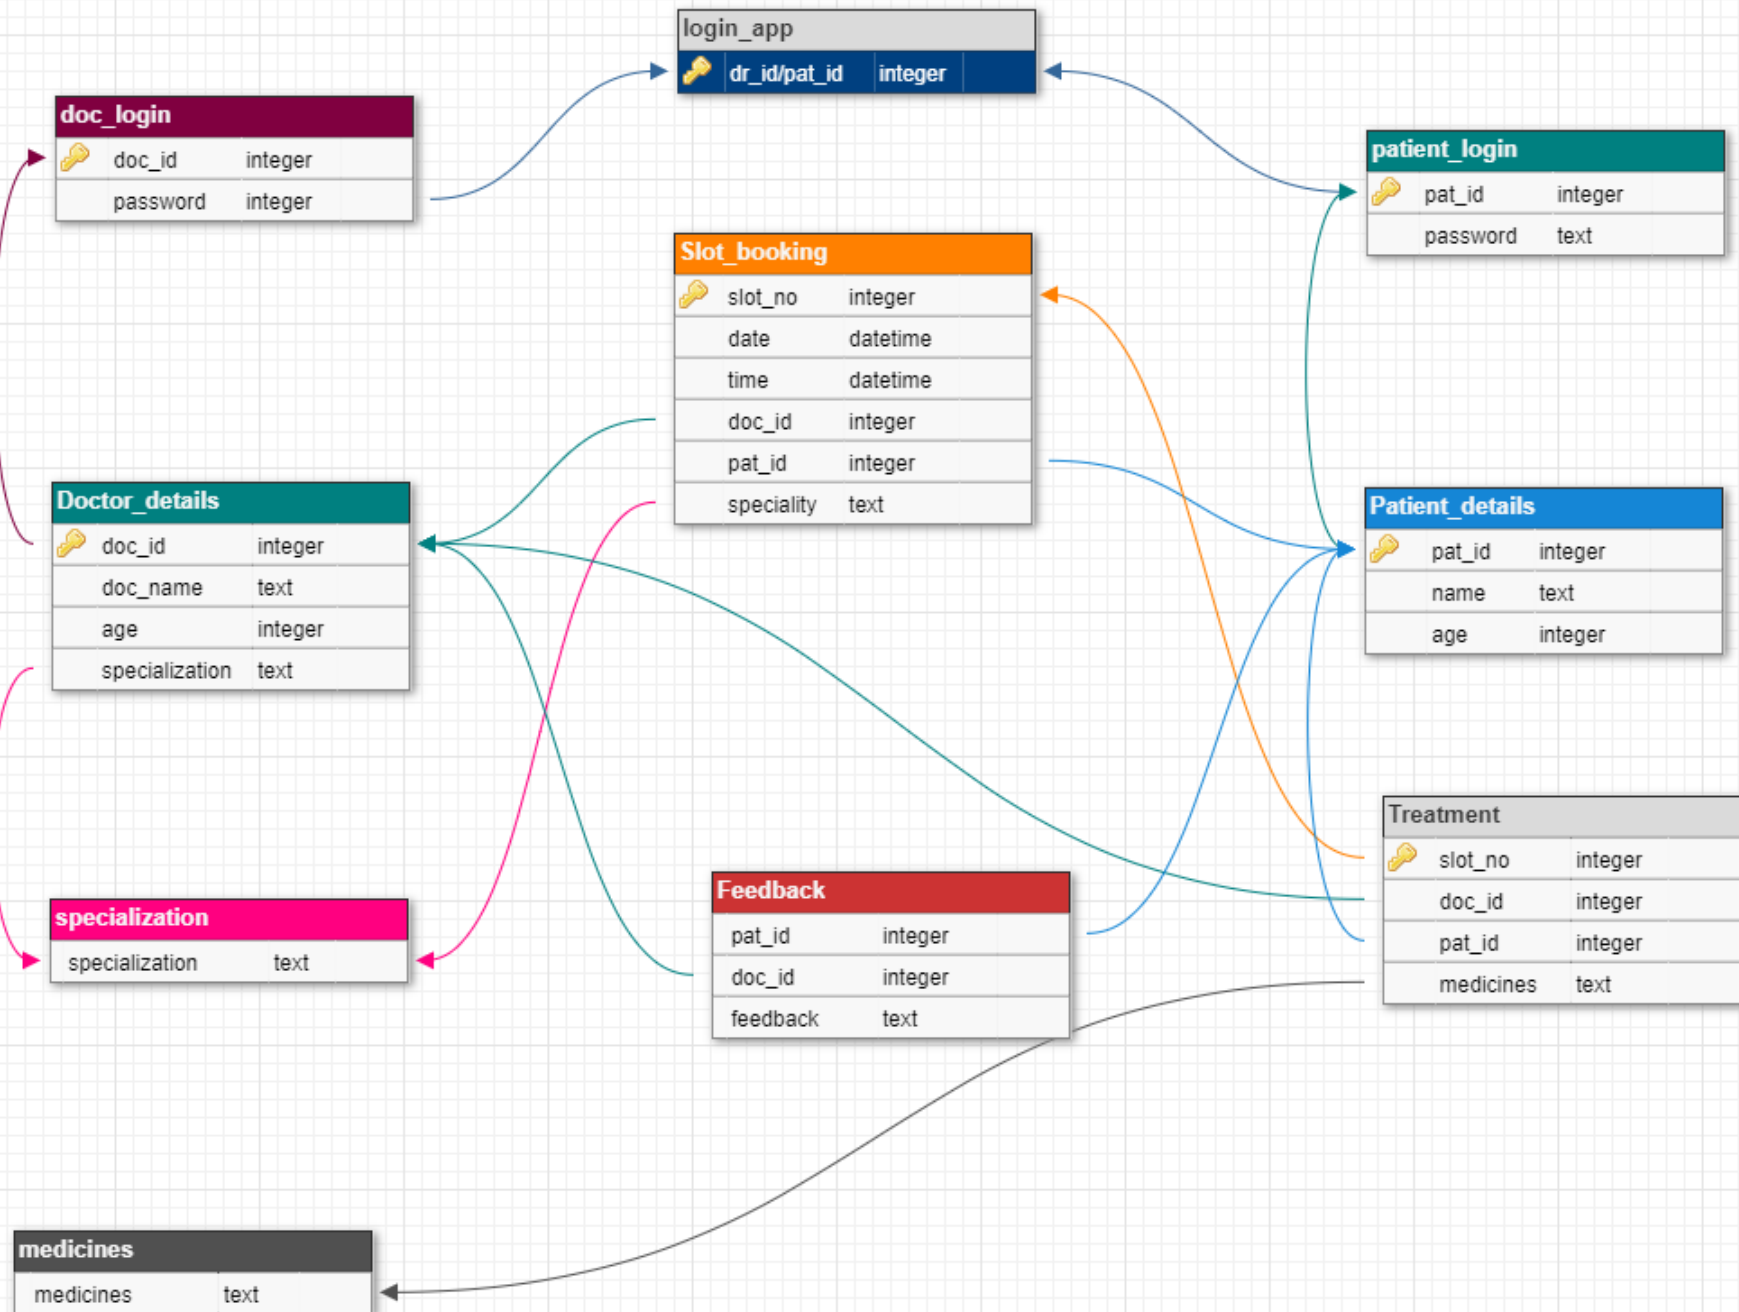 login_app
dr_id/pat_id integer
doc_login
doc_id integer
password integer
patient_login
pat_id integer
password text
Slot_booking
slot_no integer
date datetime
time datetime
doc_id integer
pat_id integer
speciality text
Doctor_details
doc_id integer
doc_name text
age integer
specialization text
Patient_details
pat_id integer
name text
age integer
Treatment
slot_no integer
doc_id integer
pat_id integer
medicines text
Feedback
pat_id integer
doc_id integer
feedback text
specialization
specialization text
medicines
medicines text